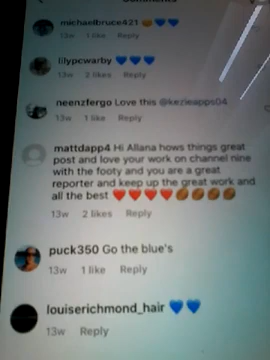 Comments
michaelbruce421 😊💙💙
13w 1 like Reply
lilypcwarby 💙💙💙
13w 2 likes Reply
neenzfergo Love this @kezieapps04
13w 1 like Reply
mattdapp4 Hi Allana hows things great
post and love your work on channel nine
with the footy and you are a great
reporter and keep up the great work and
all the best ❤️❤️❤️❤️🏉🏉🏉🏉
13w 2 likes Reply
puck350 Go the blue's
13w 1 like Reply
louiserichmond_hair 💙💙
13w Reply